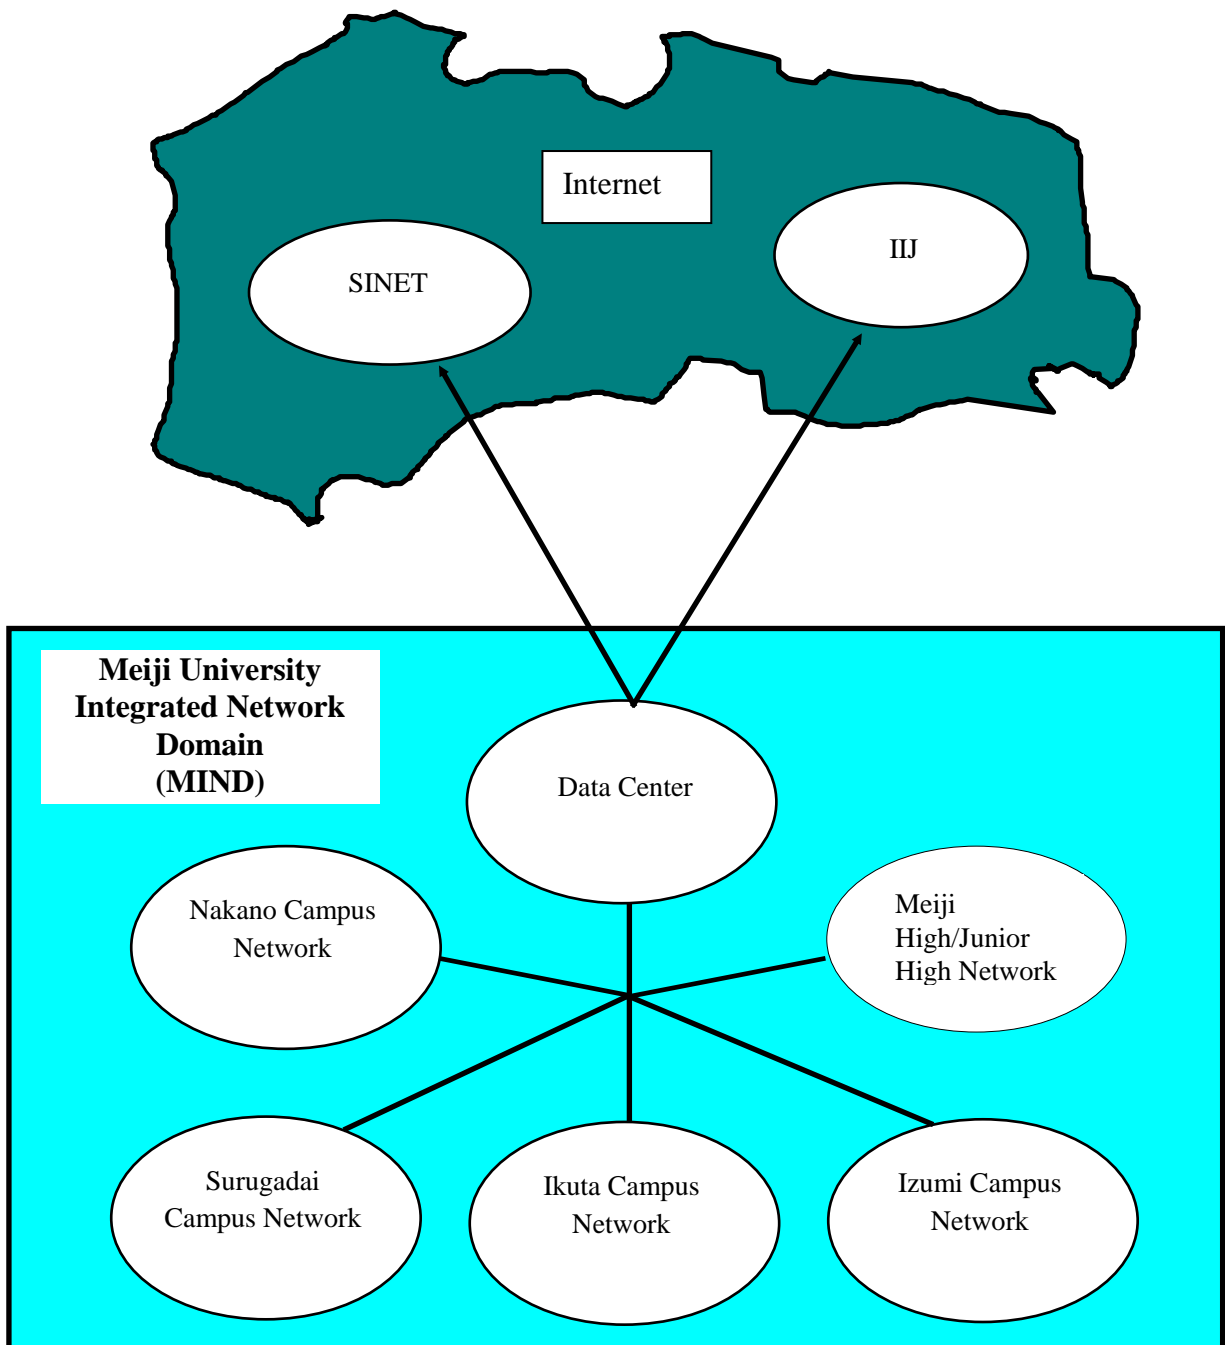 Internet
IIJ
SINET
Meiji University
Integrated Network
Domain
(MIND)
Data Center
Nakano Campus
Network
Meiji
High/Junior
High Network
Surugadai
Campus Network
Ikuta Campus
Network
Izumi Campus
Network